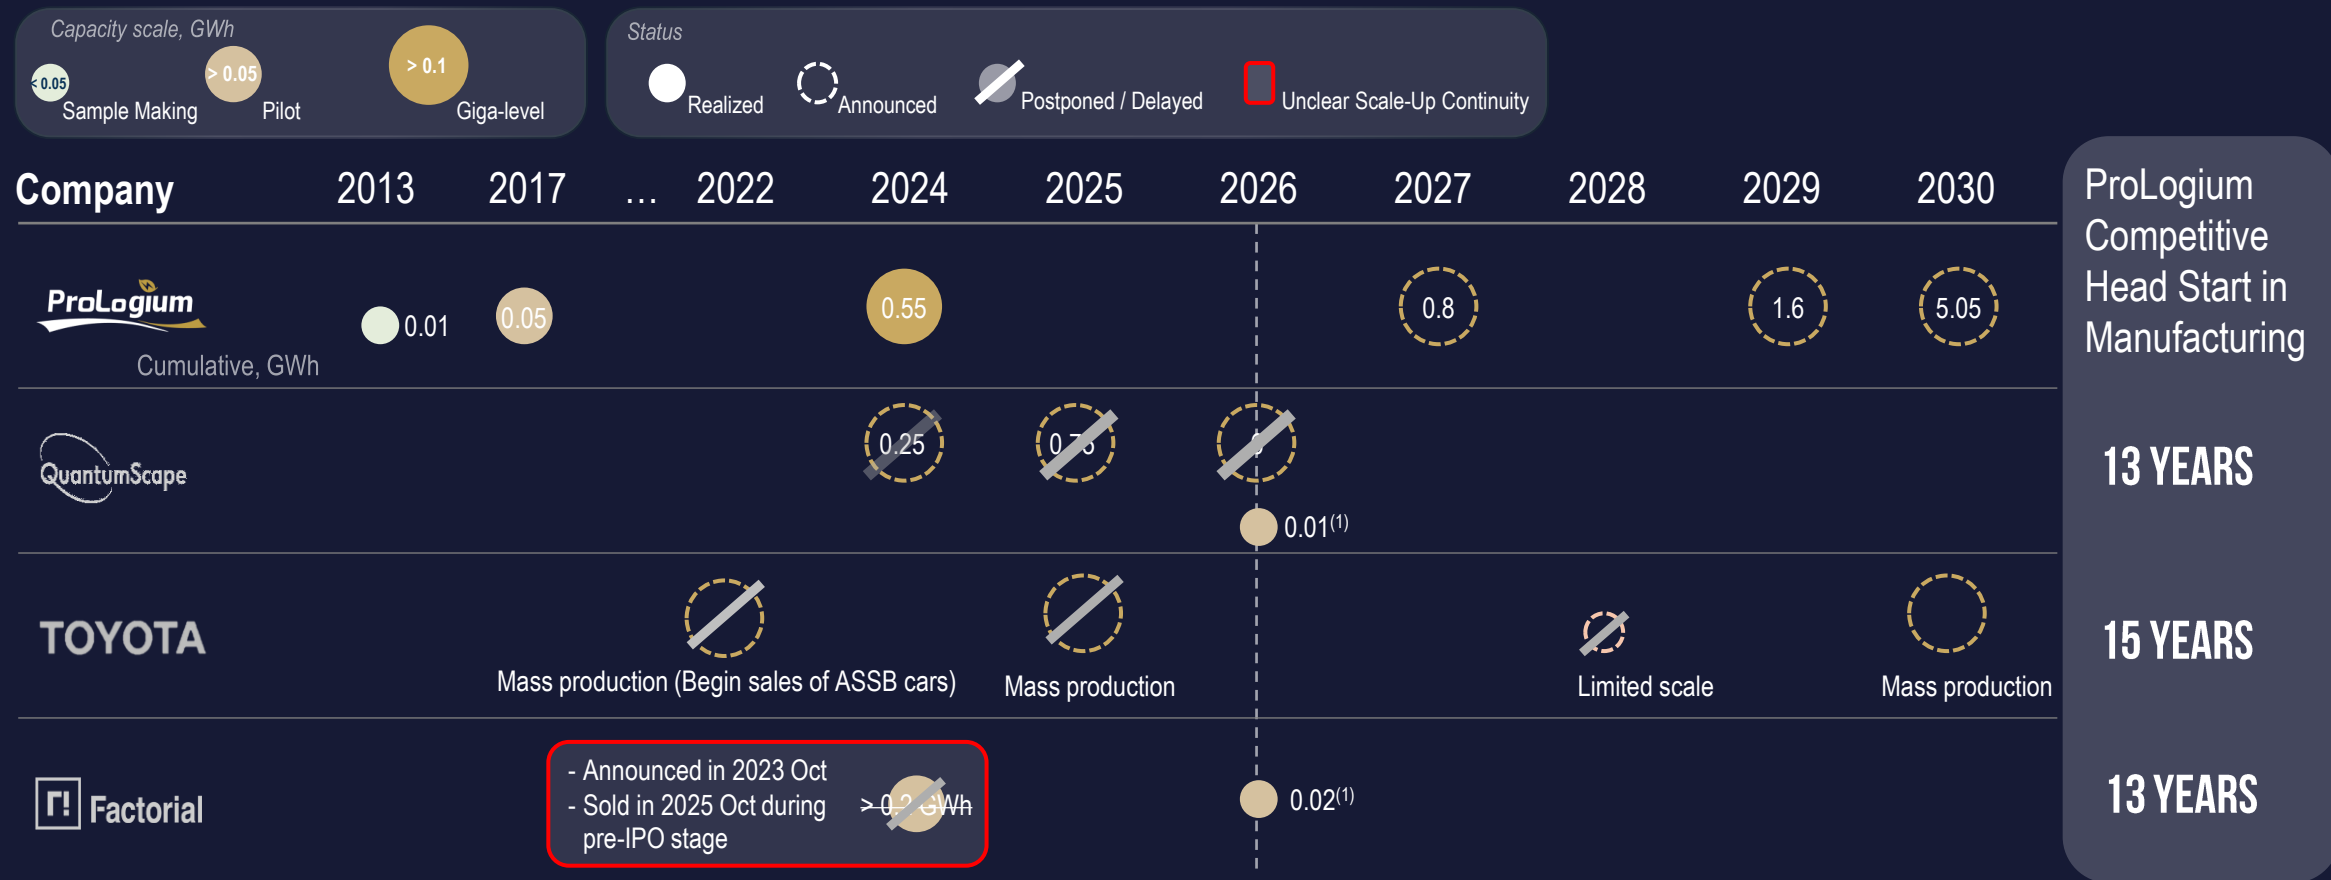 Capacity scale, GWh
< 0.05
Sample Making
> 0.05
Pilot
> 0.1
Giga-level
Status
Realized
Announced
Postponed / Delayed
Unclear Scale-Up Continuity
Company 2013 2017 ... 2022 2024 2025 2026 2027 2028 2029 2030
ProLogium
Competitive
Head Start in
Manufacturing
ProLogium
Cumulative, GWh
0.01
0.05
0.55
0.8
1.6
5.05
QuantumScape
0.25
0.75
0.01(1)
13 YEARS
TOYOTA
Mass production (Begin sales of ASSB cars)
Mass production
Limited scale
Mass production
15 YEARS
Factorial
- Announced in 2023 Oct
- Sold in 2025 Oct during
pre-IPO stage
> 0.2 GWh
0.02(1)
13 YEARS